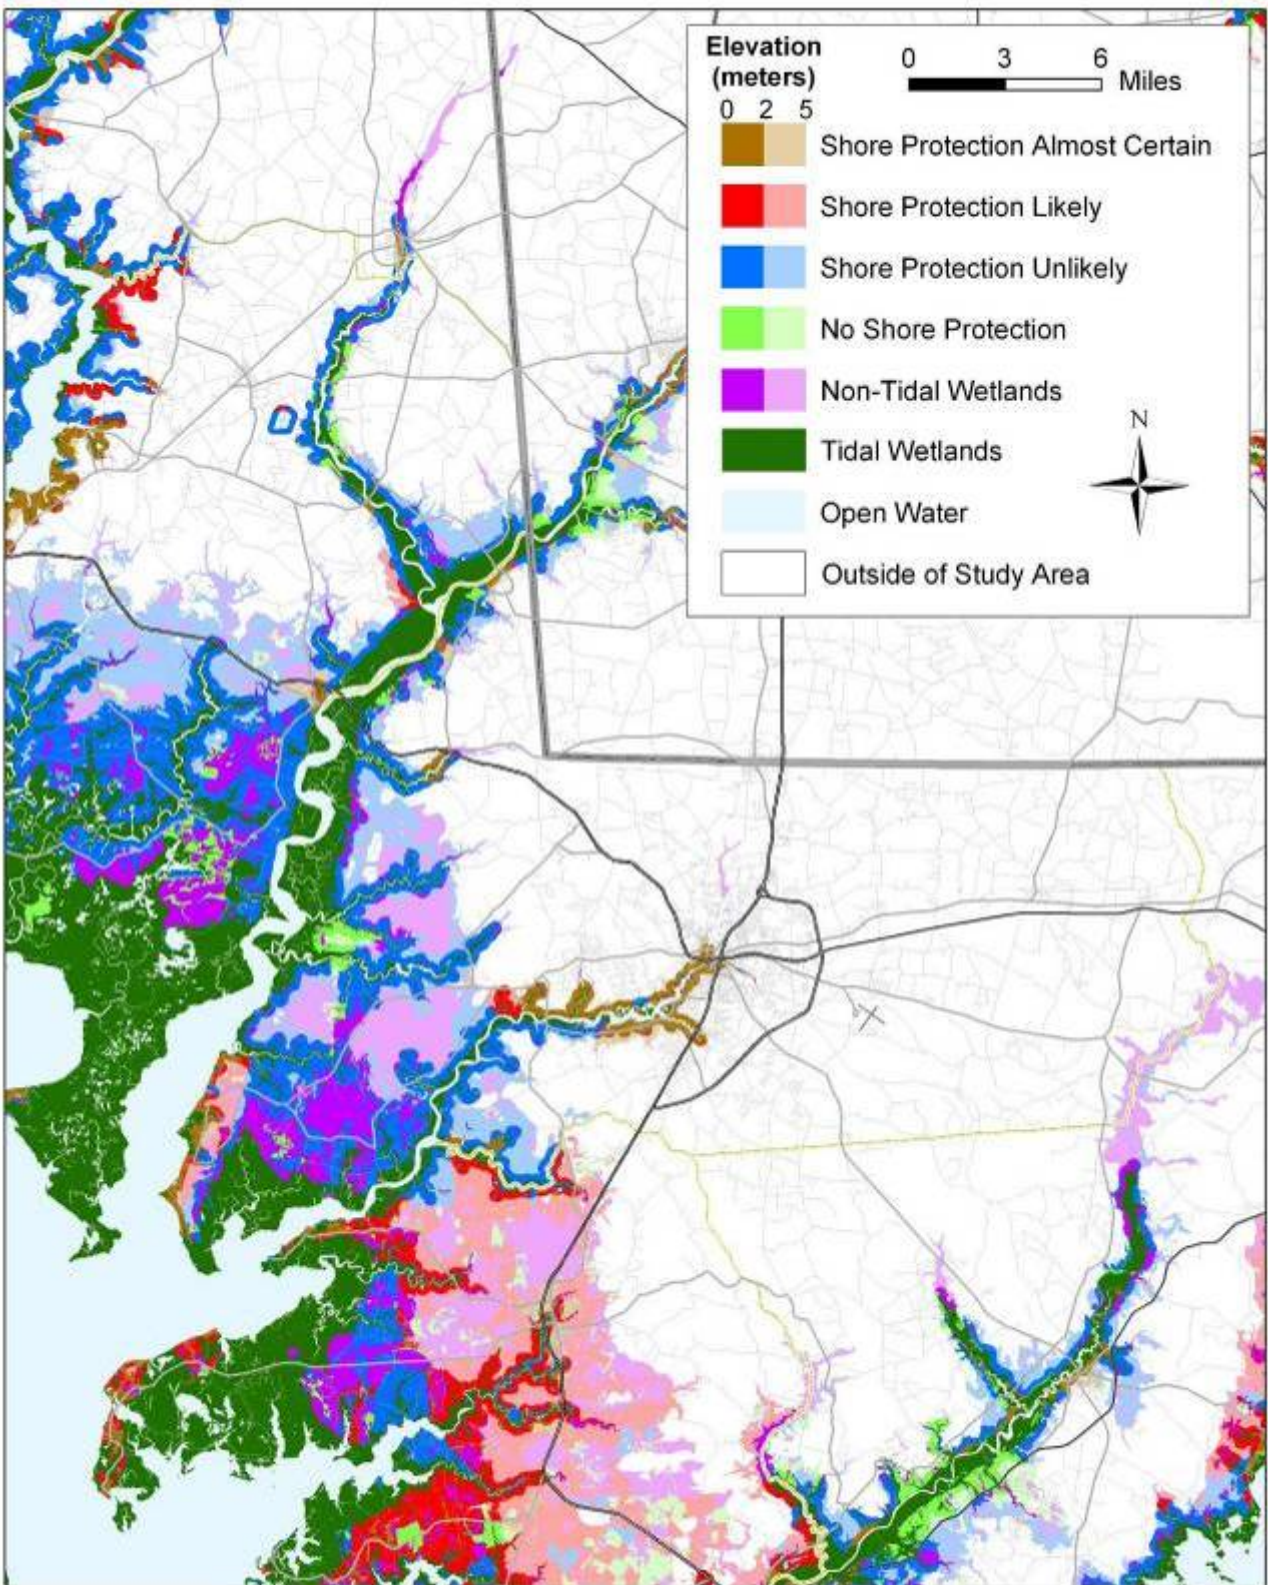 Elevation
(meters)
0 2 5
0 3 6
Miles
Shore Protection Almost Certain
Shore Protection Likely
Shore Protection Unlikely
No Shore Protection
Non-Tidal Wetlands
Tidal Wetlands
Open Water
Outside of Study Area
N